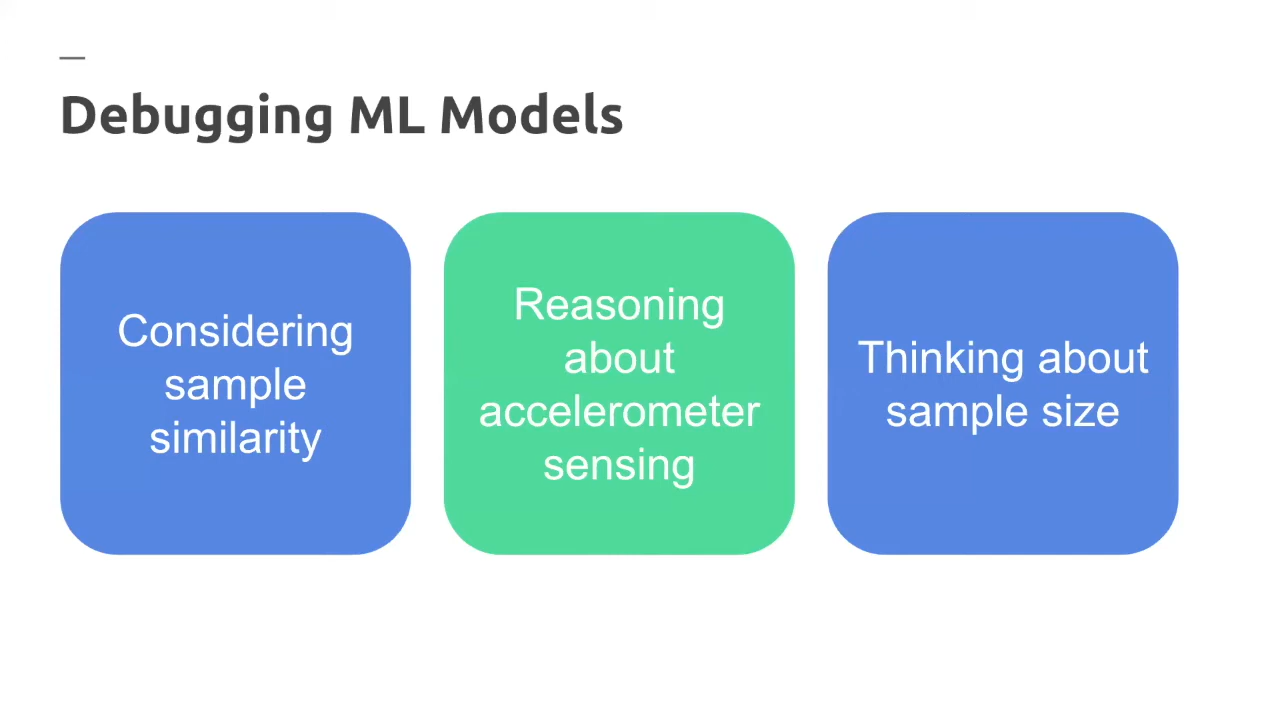 Debugging ML Models
Considering
sample
similarity
Reasoning
about
accelerometer
sensing
Thinking about
sample size